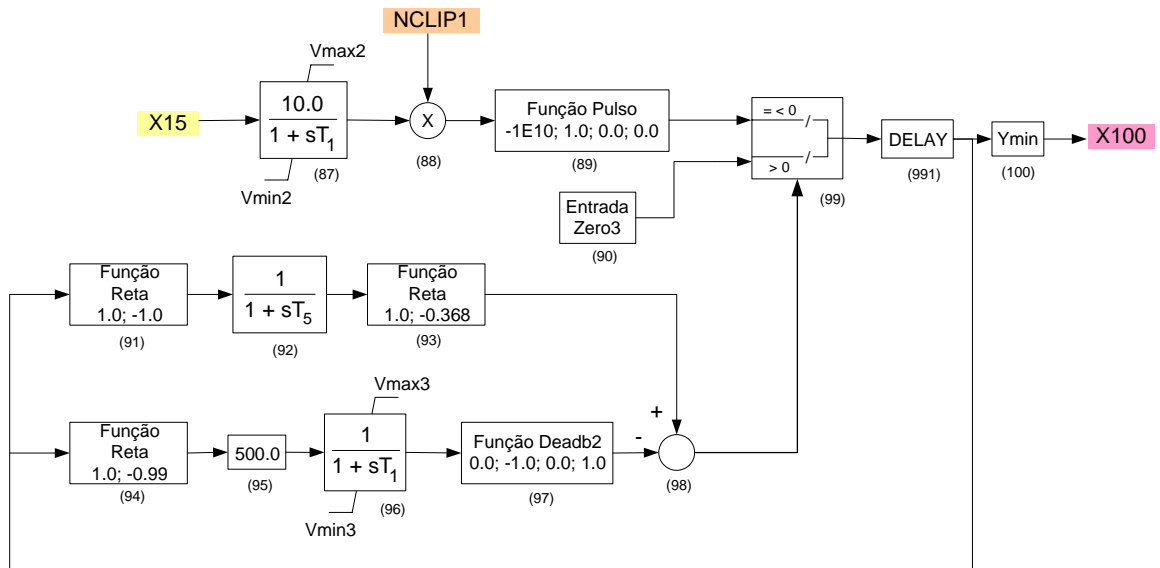 NCLIP1
Vmax2
X15
10.0
1 + sT1
Vmin2
(87)
X
(88)
Função Pulso
-1E10; 1.0; 0.0; 0.0
(89)
Entrada
Zero3
(90)
= < 0
/
/
> 0
(99)
DELAY
(991)
Ymin
(100)
X100
Função
Reta
1.0; -1.0
(91)
1
1 + sT5
(92)
Função
Reta
1.0; -0.368
(93)
Função
Reta
1.0; -0.99
(94)
500.0
(95)
Vmax3
1
1 + sT1
Vmin3
(96)
Função Deadb2
0.0; -1.0; 0.0; 1.0
(97)
+
-
(98)